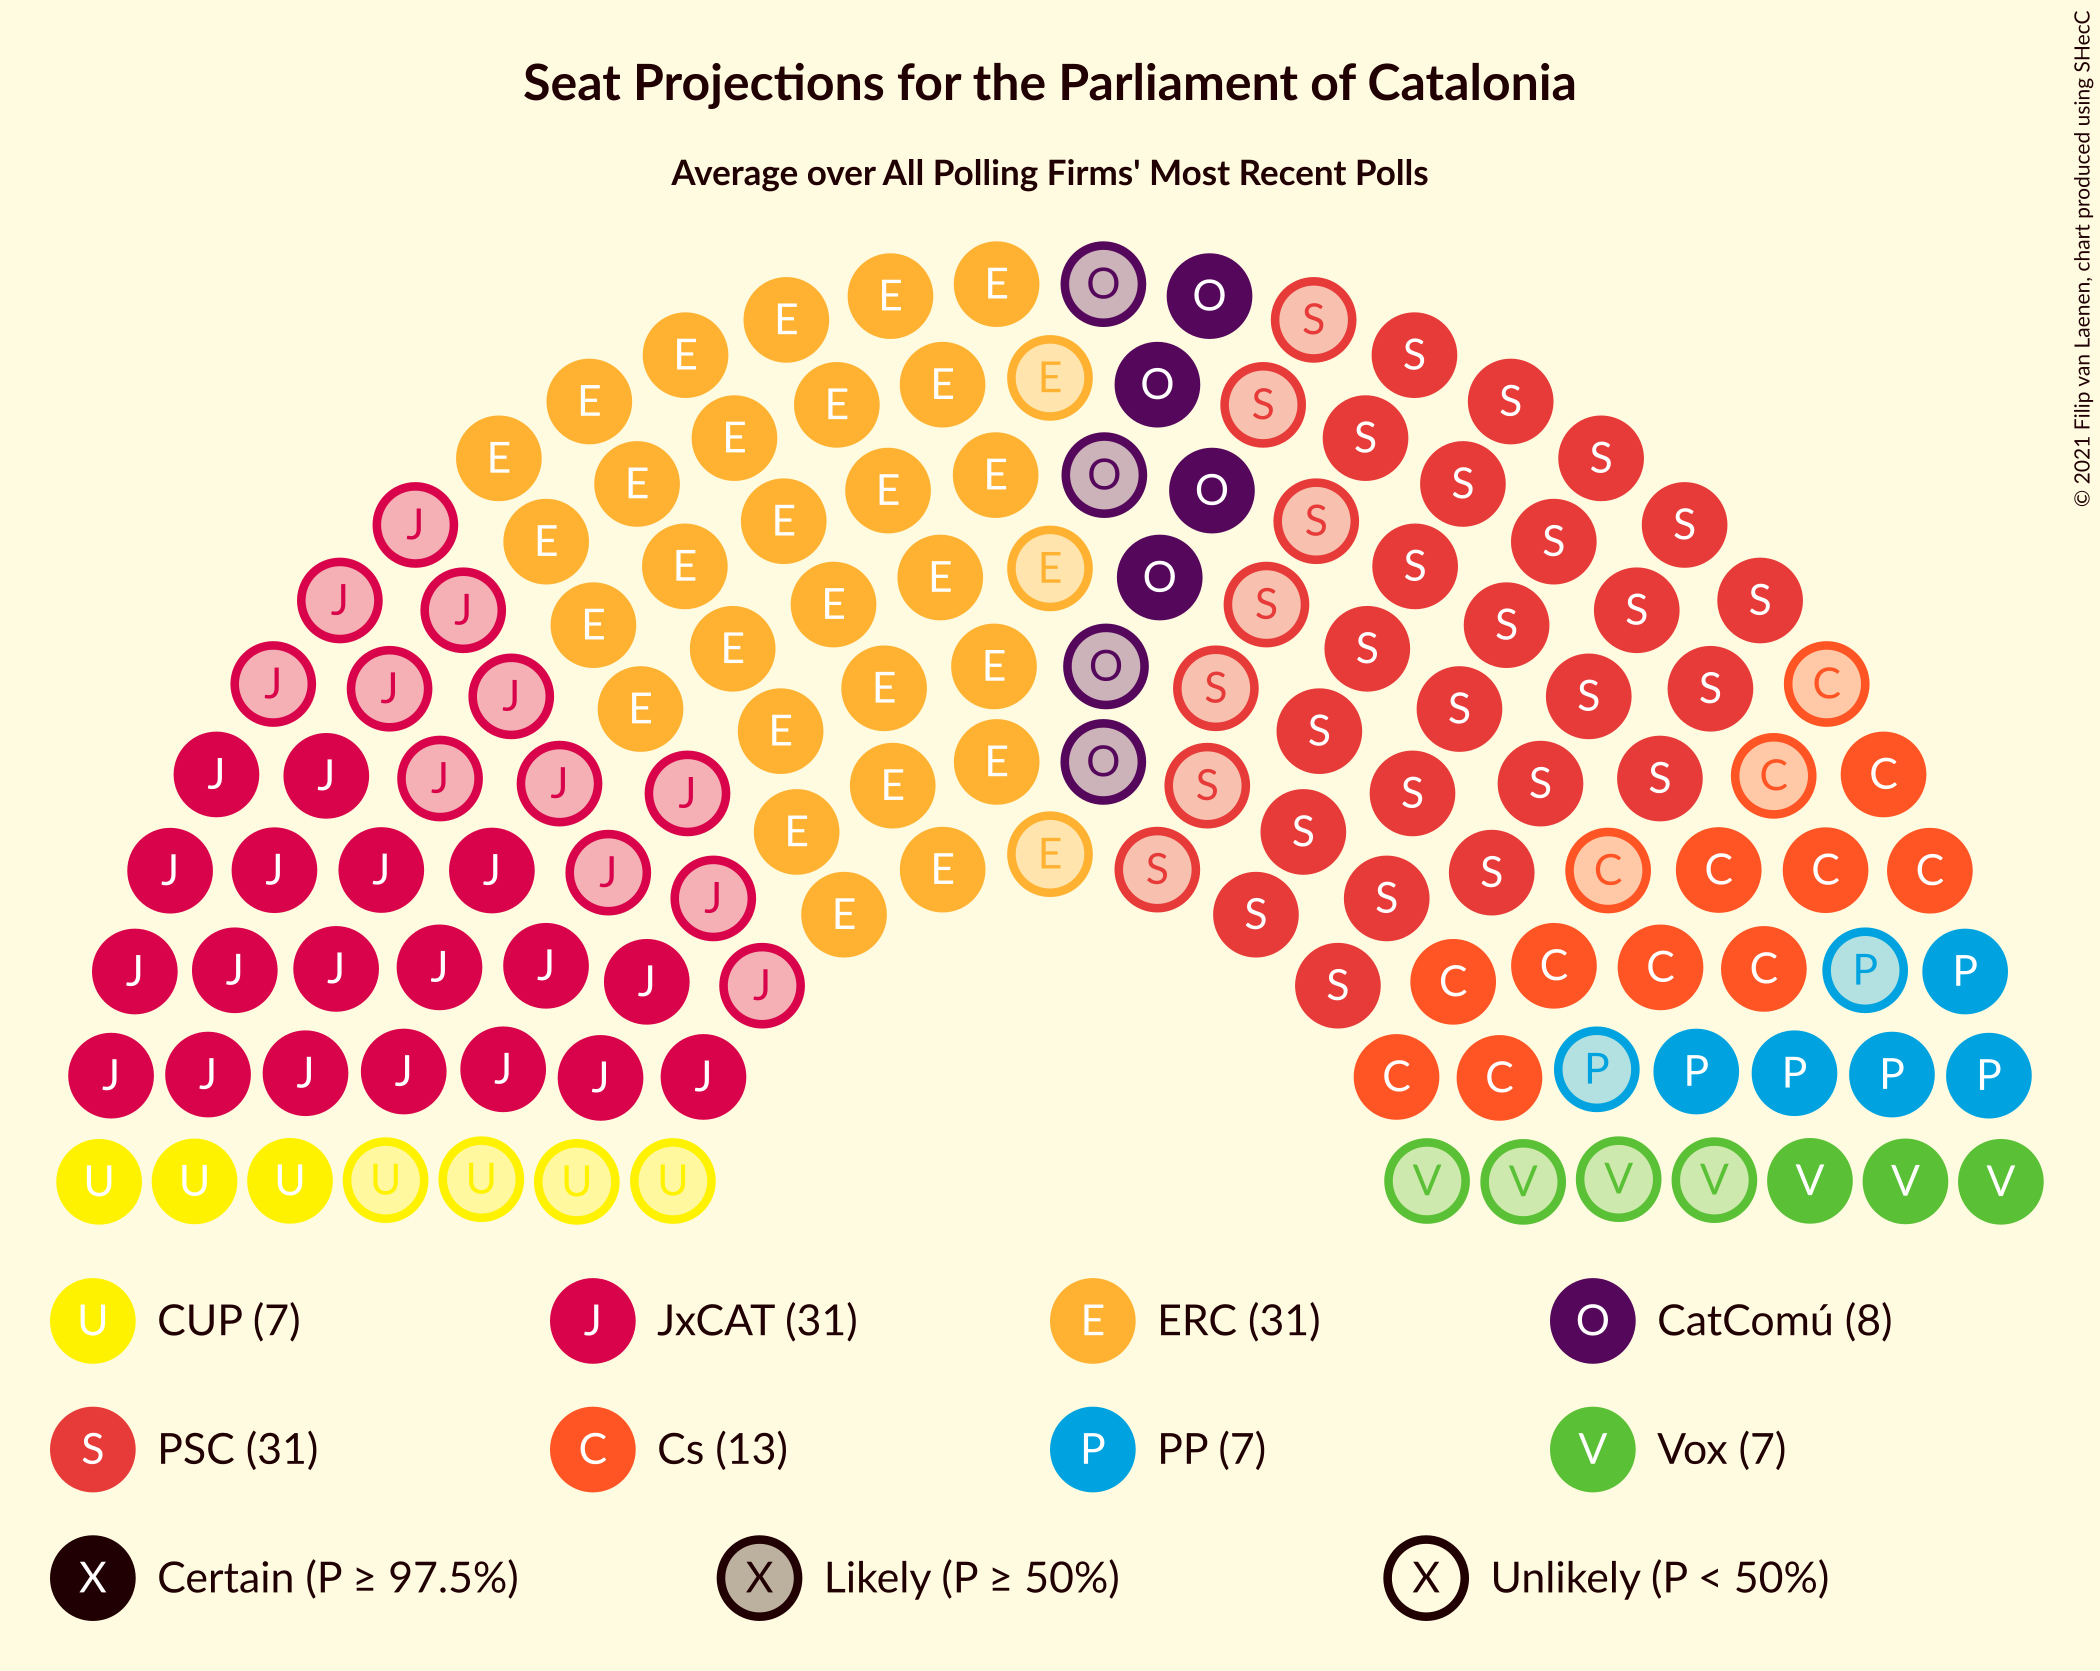 Seat Projections for the Parliament of Catalonia
Average over All Polling Firms' Most Recent Polls
© 2021 Filip van Laenen, chart produced using SHecC
E E O O
E E S S
E E E O S S
E E E O S S
E E E O S S
J E E O S S
E E E E S S
J J E E E O S S S
J J J E E E O S S S S C
J J J E E S S S
J J J J J E E O S S S S C C
J J J J J J E E E S S S S C C C C
J J J J J J J E S S C C C C P P
J J J J J J J C C P P P P P
U U U U U U U V V V V V V V
U CUP (7) J JxCAT (31) E ERC (31) O CatComú (8)
S PSC (31) C Cs (13) P PP (7) V Vox (7)
X Certain (P ≥ 97.5%) X Likely (P ≥ 50%) X Unlikely (P < 50%)